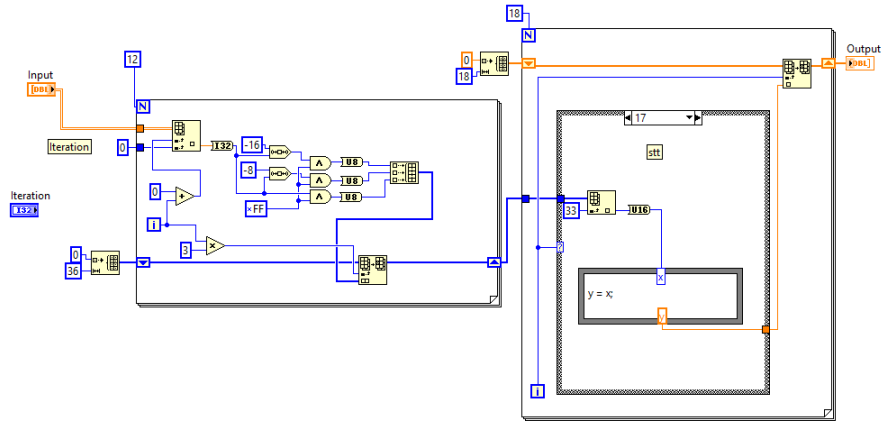 18
N
Output
Input
12
0
18
DBL
DBL
N
17
Iteration
0
I32
-16
stt
-8
U8
U8
U8
Iteration
0
I32
× FF
33
U16
i
3
0
36
?
x
y = x;
y
i